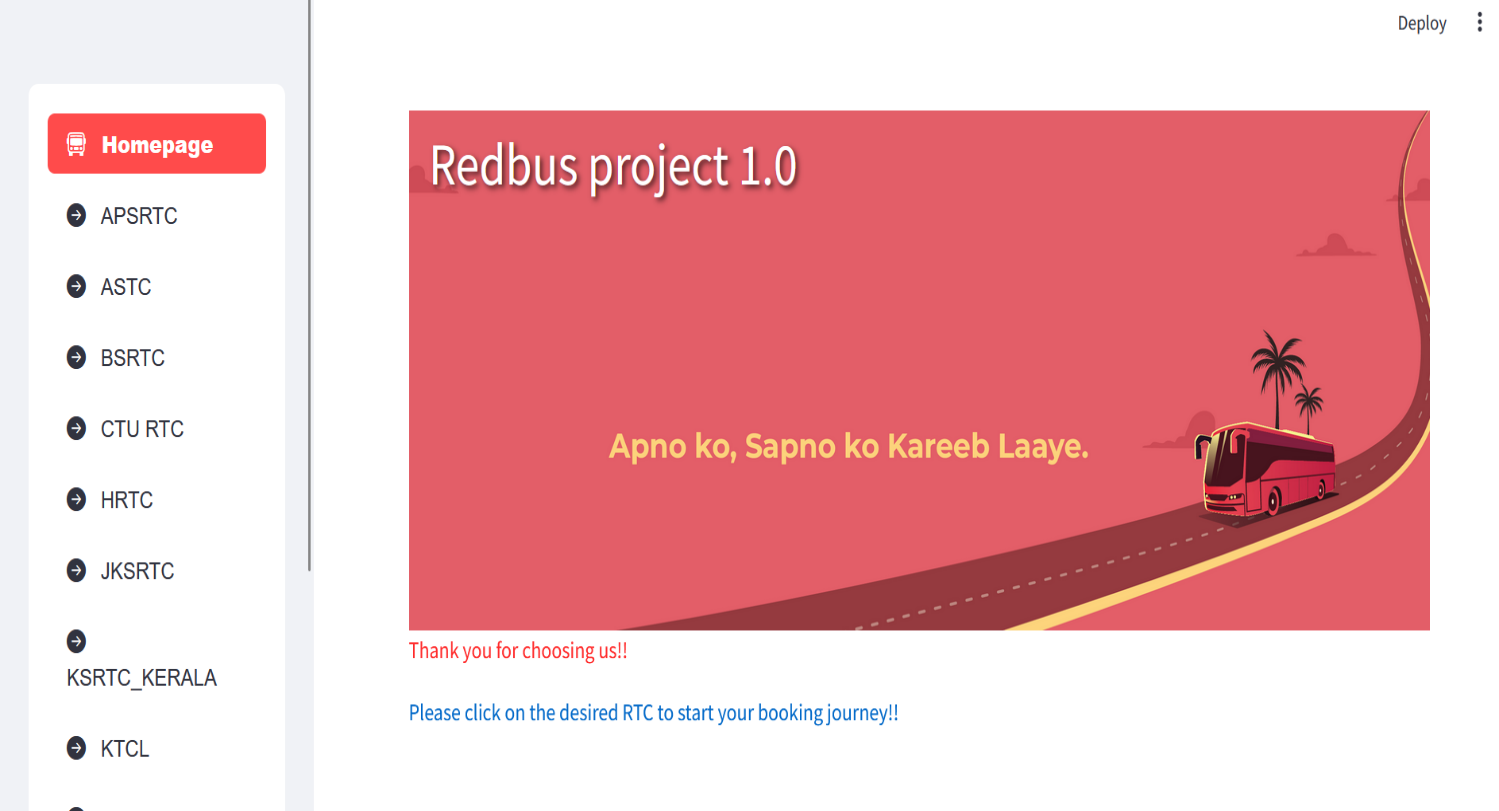 Deploy
Homepage
APSRTC
ASTC
BSRTC
CTU RTC
HRTC
JKSRTC
KSRTC_KERALA
KTCL
Redbus project 1.0
Apno ko, Sapno ko Kareeb Laaye.
Thank you for choosing us!!
Please click on the desired RTC to start your booking journey!!